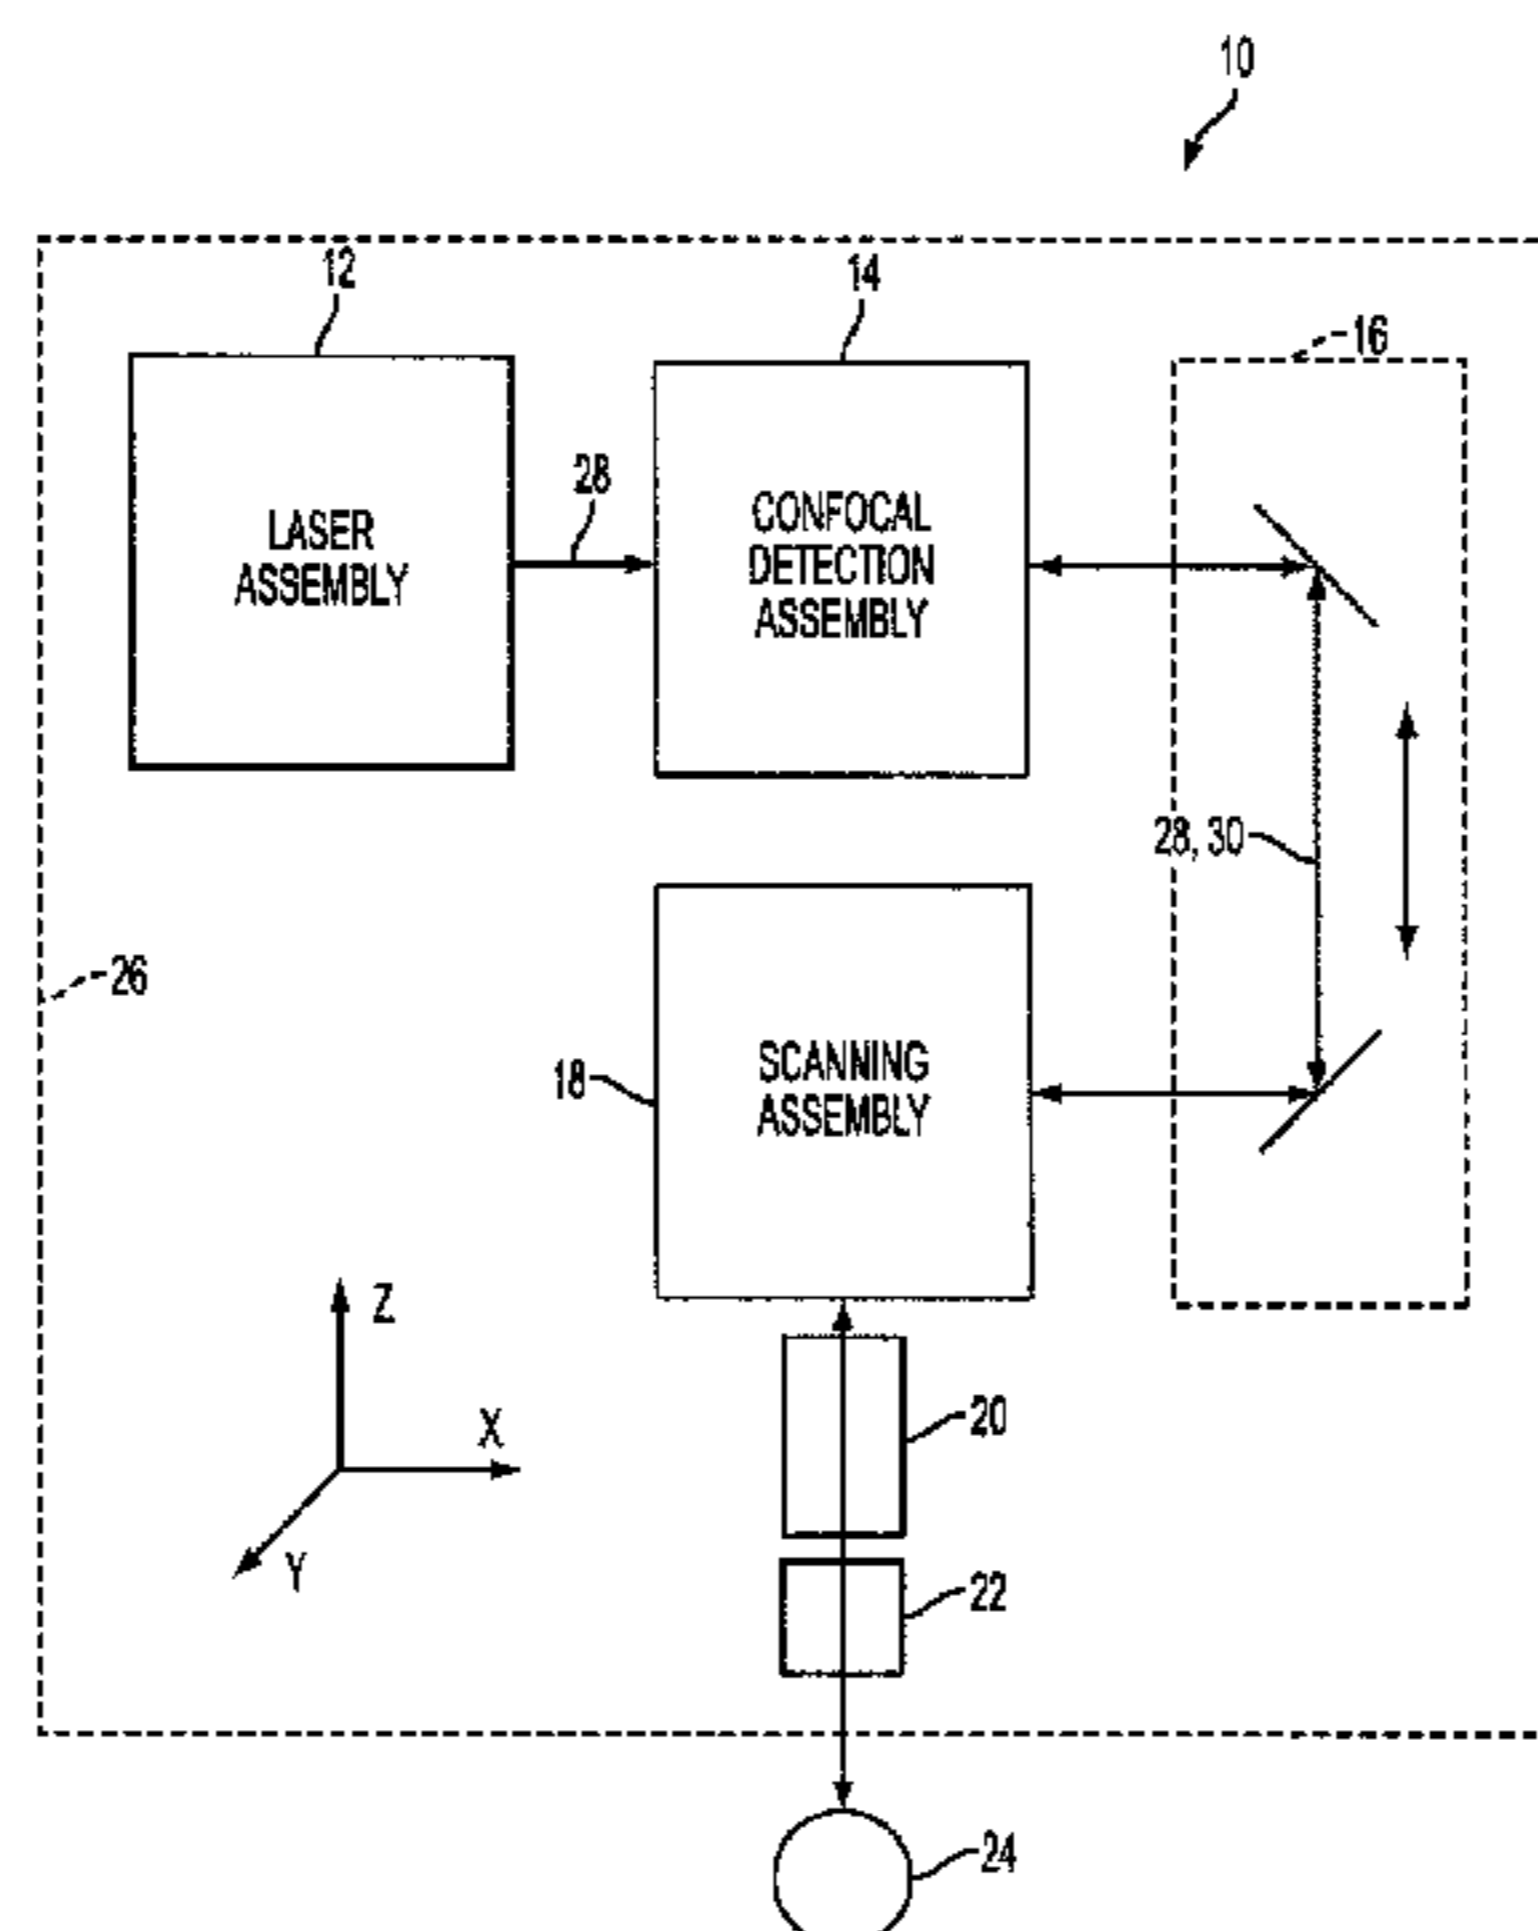 10
12
14
16
28
LASER
ASSEMBLY
CONFOCAL
DETECTION
ASSEMBLY
28, 30
26
18
SCANNING
ASSEMBLY
Z
X
Y
20
22
24